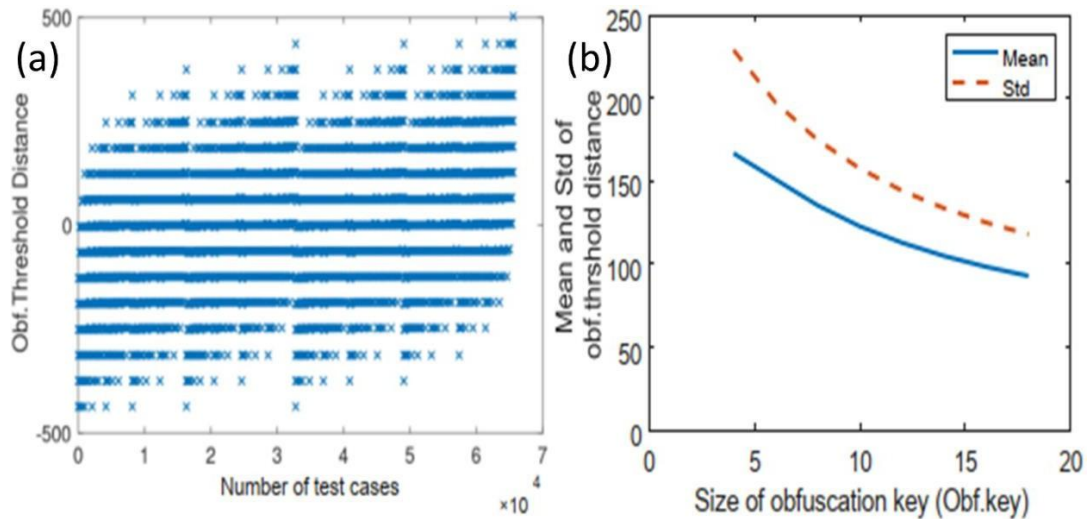 (a)
Obf.Threshold Distance
500
0
-500
0 1 2 3 4 5 6 7
Number of test cases
×10
4
(b)
Mean and Std of
obf.thrshold distance
250
200
150
100
50
0
0 5 10 15 20
Size of obfuscation key (Obf.key)
Mean
Std